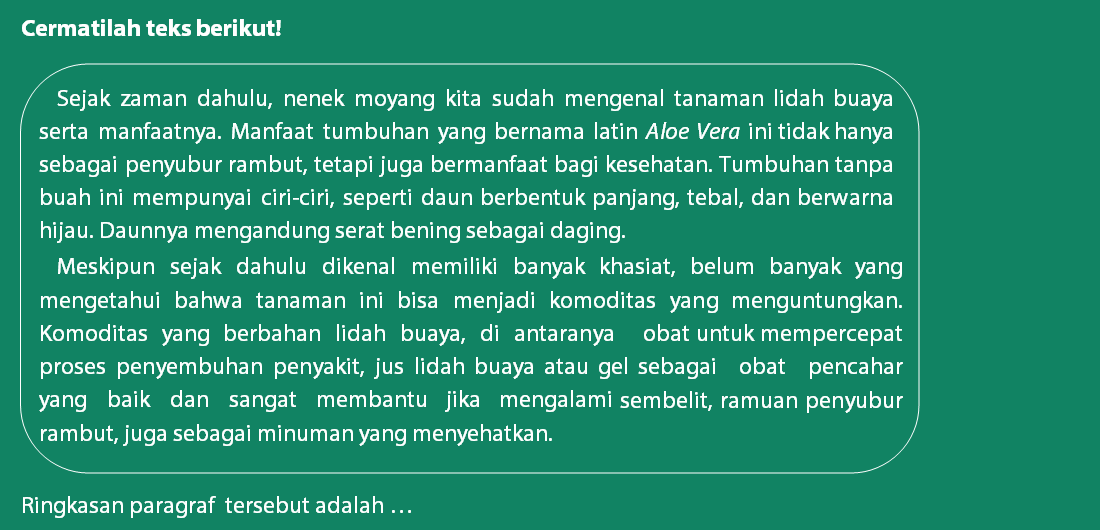 Cermatilah teks berikut!
Sejak zaman dahulu, nenek moyang kita sudah mengenal tanaman lidah buaya
serta manfaatnya. Manfaat tumbuhan yang bernama latin Aloe Vera ini tidak hanya
sebagai penyubur rambut, tetapi juga bermanfaat bagi kesehatan. Tumbuhan tanpa
buah ini mempunyai ciri-ciri, seperti daun berbentuk panjang, tebal, dan berwarna
hijau. Daunnya mengandung serat bening sebagai daging.
Meskipun sejak dahulu dikenal memiliki banyak khasiat, belum banyak yang
mengetahui bahwa tanaman ini bisa menjadi komoditas yang menguntungkan.
Komoditas yang berbahan lidah buaya, di antaranya obat untuk mempercepat
proses penyembuhan penyakit, jus lidah buaya atau gel sebagai obat pencahar
yang baik dan sangat membantu jika mengalami sembelit, ramuan penyubur
rambut, juga sebagai minuman yang menyehatkan.
Ringkasan paragraf tersebut adalah ...